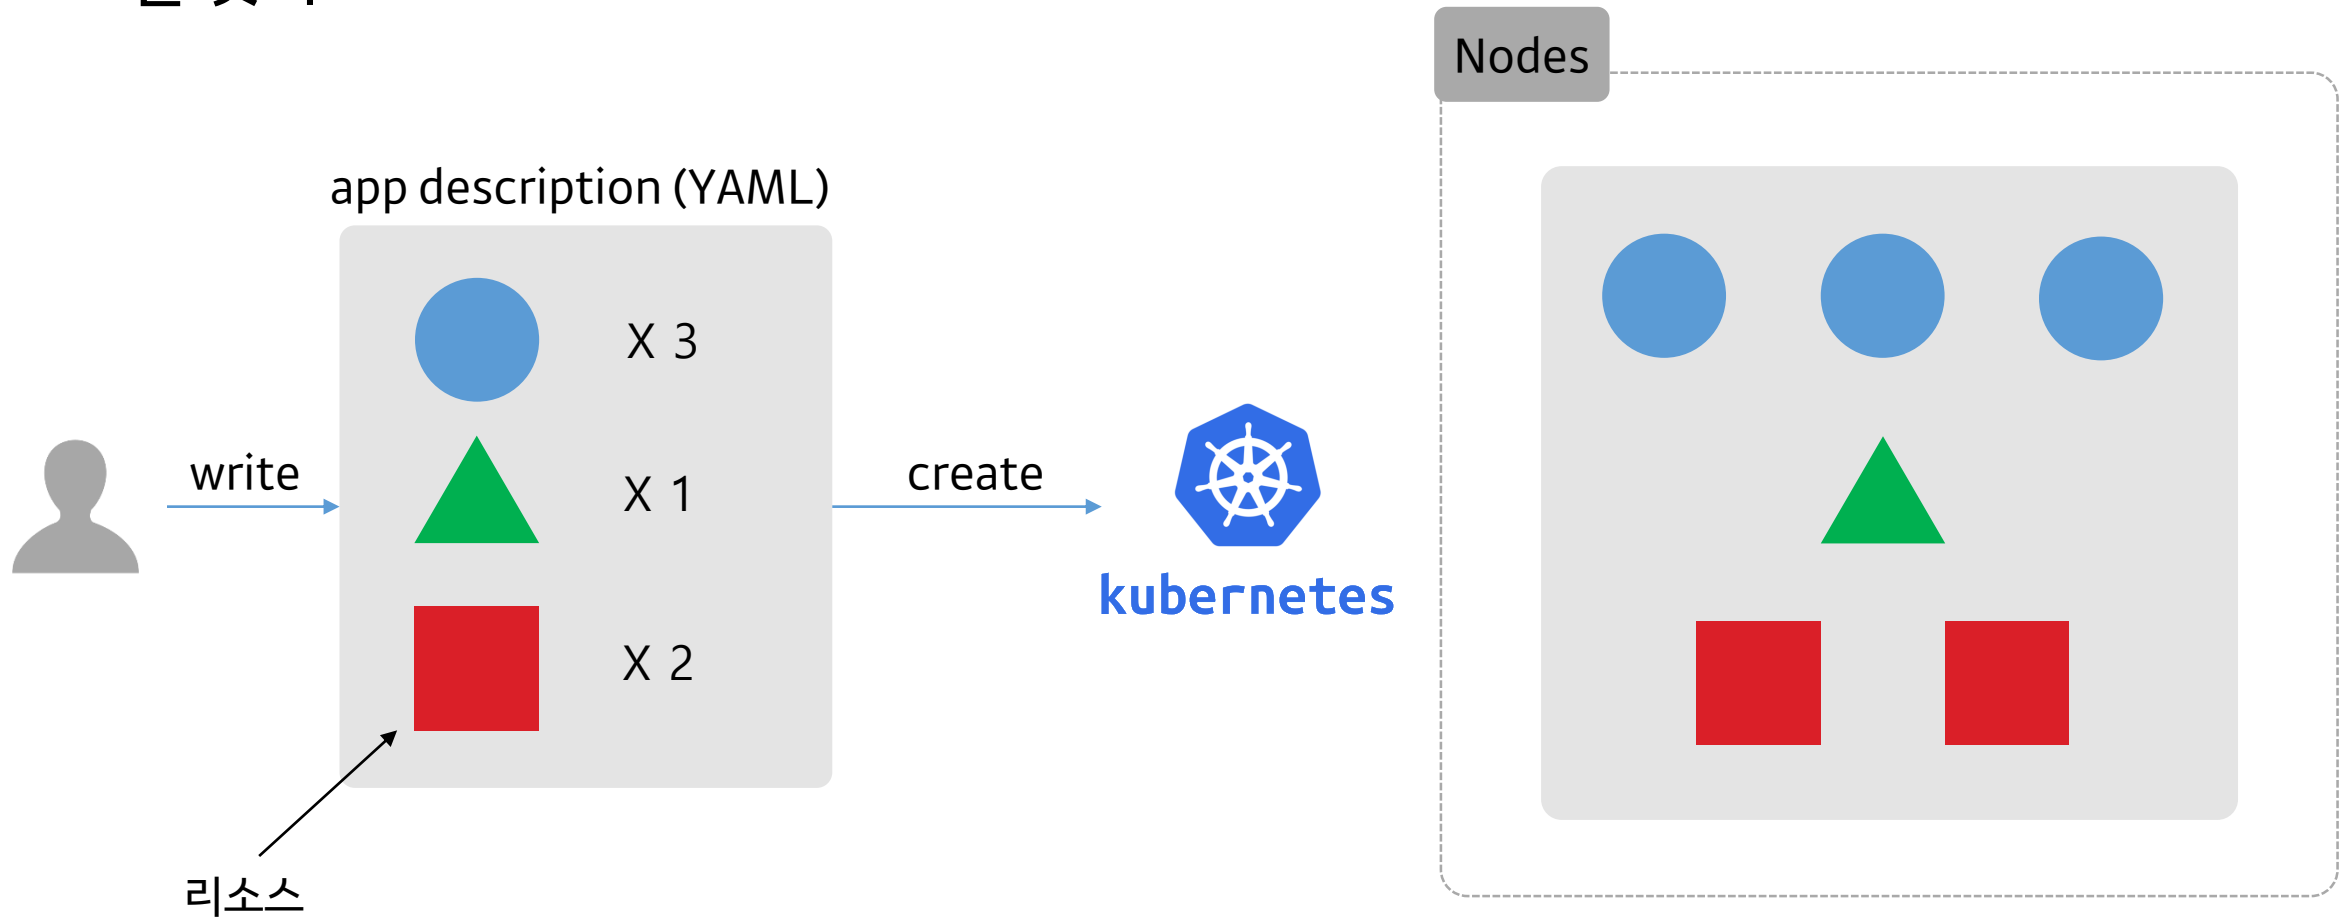 Nodes
app description (YAML)
X 3
write
X 1
create
kubernetes
X 2
리소스